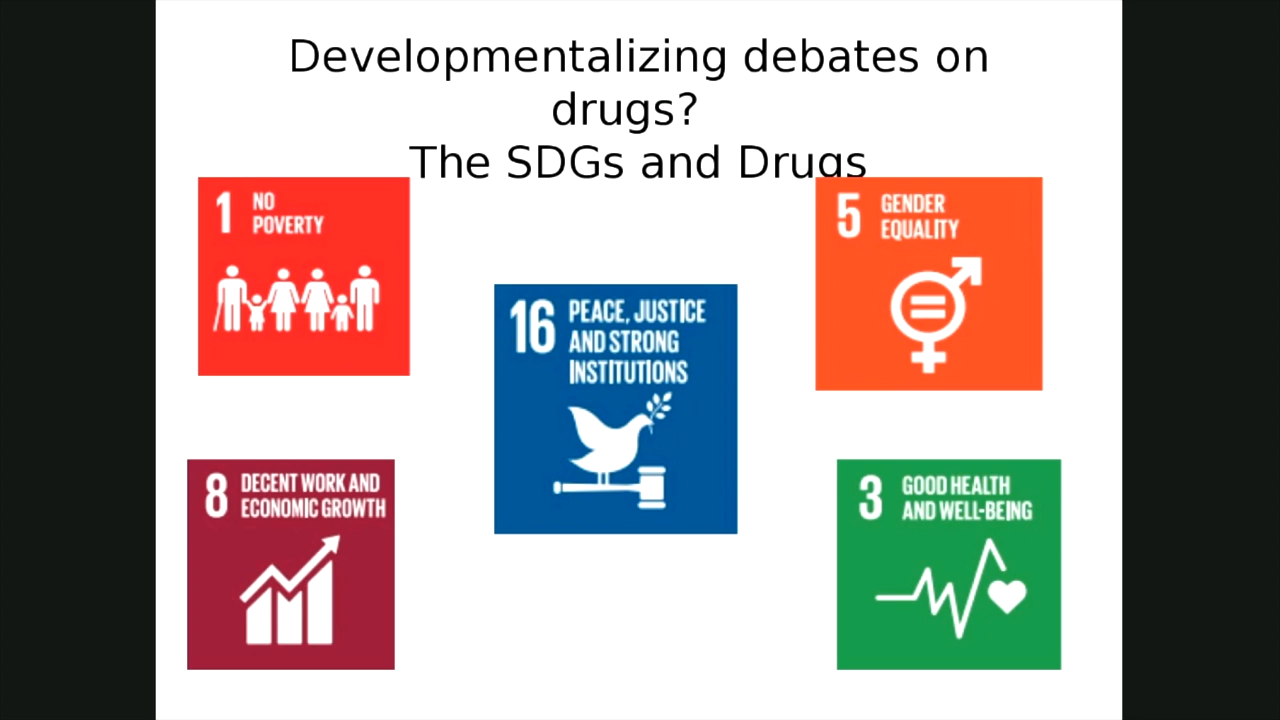 Developmentalizing debates on
drugs?
The SDGs and Drugs
1 NO
POVERTY
5 GENDER
EQUALITY
16 PEACE, JUSTICE
AND STRONG
INSTITUTIONS
8 DECENT WORK AND
ECONOMIC GROWTH
3 GOOD HEALTH
AND WELL-BEING